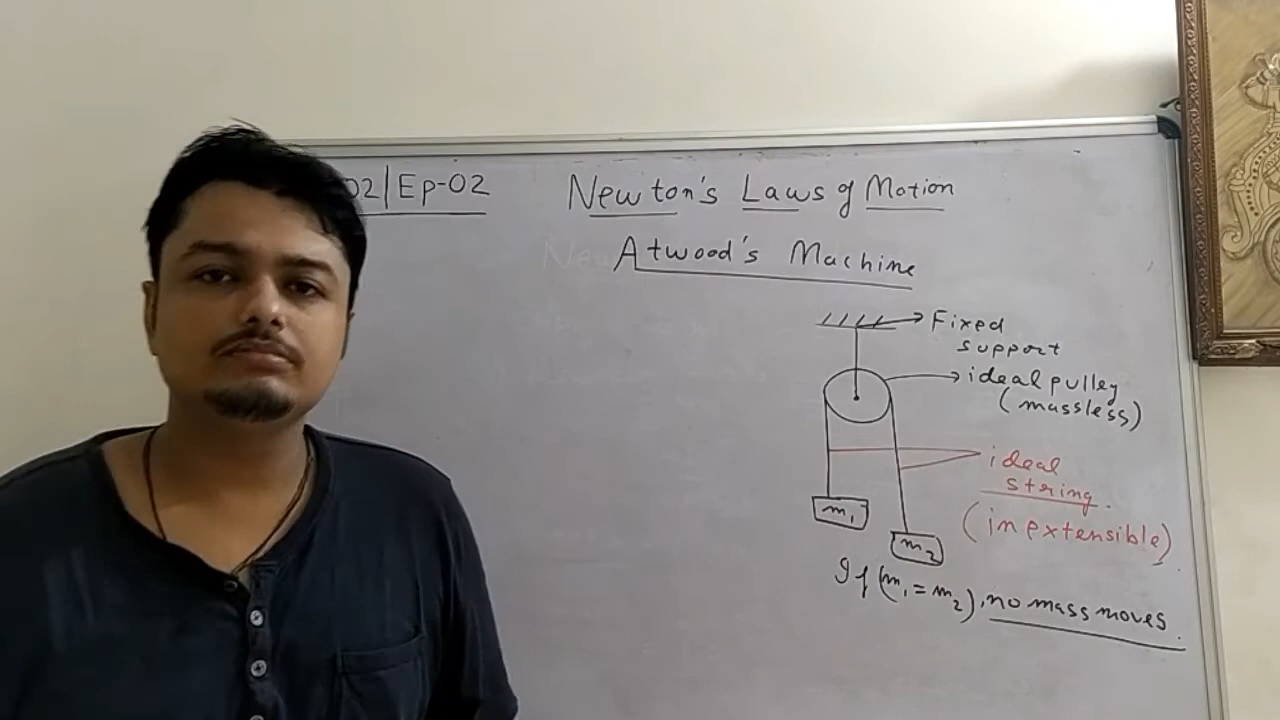 02|Ep-02
Newton's Laws of Motion
Atwood's Machine
Fixed
support
ideal pulley
(massless)
ideal
string.
(inextensible)
m₁
m₂
If (m₁ = m₂), no mass moves.